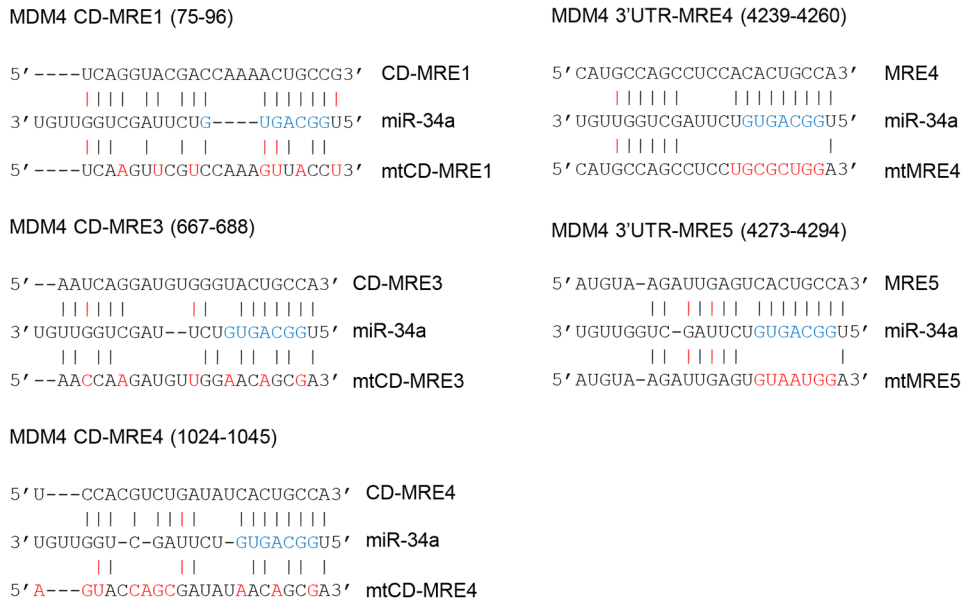 MDM4 CD-MRE1 (75-96)
5′----UCAGGUACGACCAAAACUGCCG3′ CD-MRE1
3′UGUUGGUCGAUUCUG----UGACGGU5′ miR-34a
5′----UCAAGUUCGUCCAAAGUUACCU3′ mtCD-MRE1
MDM4 CD-MRE3 (667-688)
5′--AAUCAGGAUGUGGGUACUGCCA3′ CD-MRE3
3′UGUUGGUCGAU--UCUGUGACGGU5′ miR-34a
5′--AACCAAGAUGUUGGAACAGCGA3′ mtCD-MRE3
MDM4 CD-MRE4 (1024-1045)
5′U---CCACGUCUGAUAUCACUGCCA3′ CD-MRE4
3′UGUUGGU-C-GAUUCU-GUGACGGU5′ miR-34a
5′A---GUACCAGCGAUAUAACAGCGA3′ mtCD-MRE4
MDM4 3′UTR-MRE4 (4239-4260)
5′CAUGCCAGCCUCCACACUGCCA3′ MRE4
3′UGUUGGUCGAUUCUGUGACGGU5′ miR-34a
5′CAUGCCAGCCUCCUGCGCUGGA3′ mtMRE4
MDM4 3′UTR-MRE5 (4273-4294)
5′AUGUA-AGAUUGAGUCACUGCCA3′ MRE5
3′UGUUGGUC-GAUUCUGUGACGGU5′ miR-34a
5′AUGUA-AGAUUGAGUGUAAUGGA3′ mtMRE5